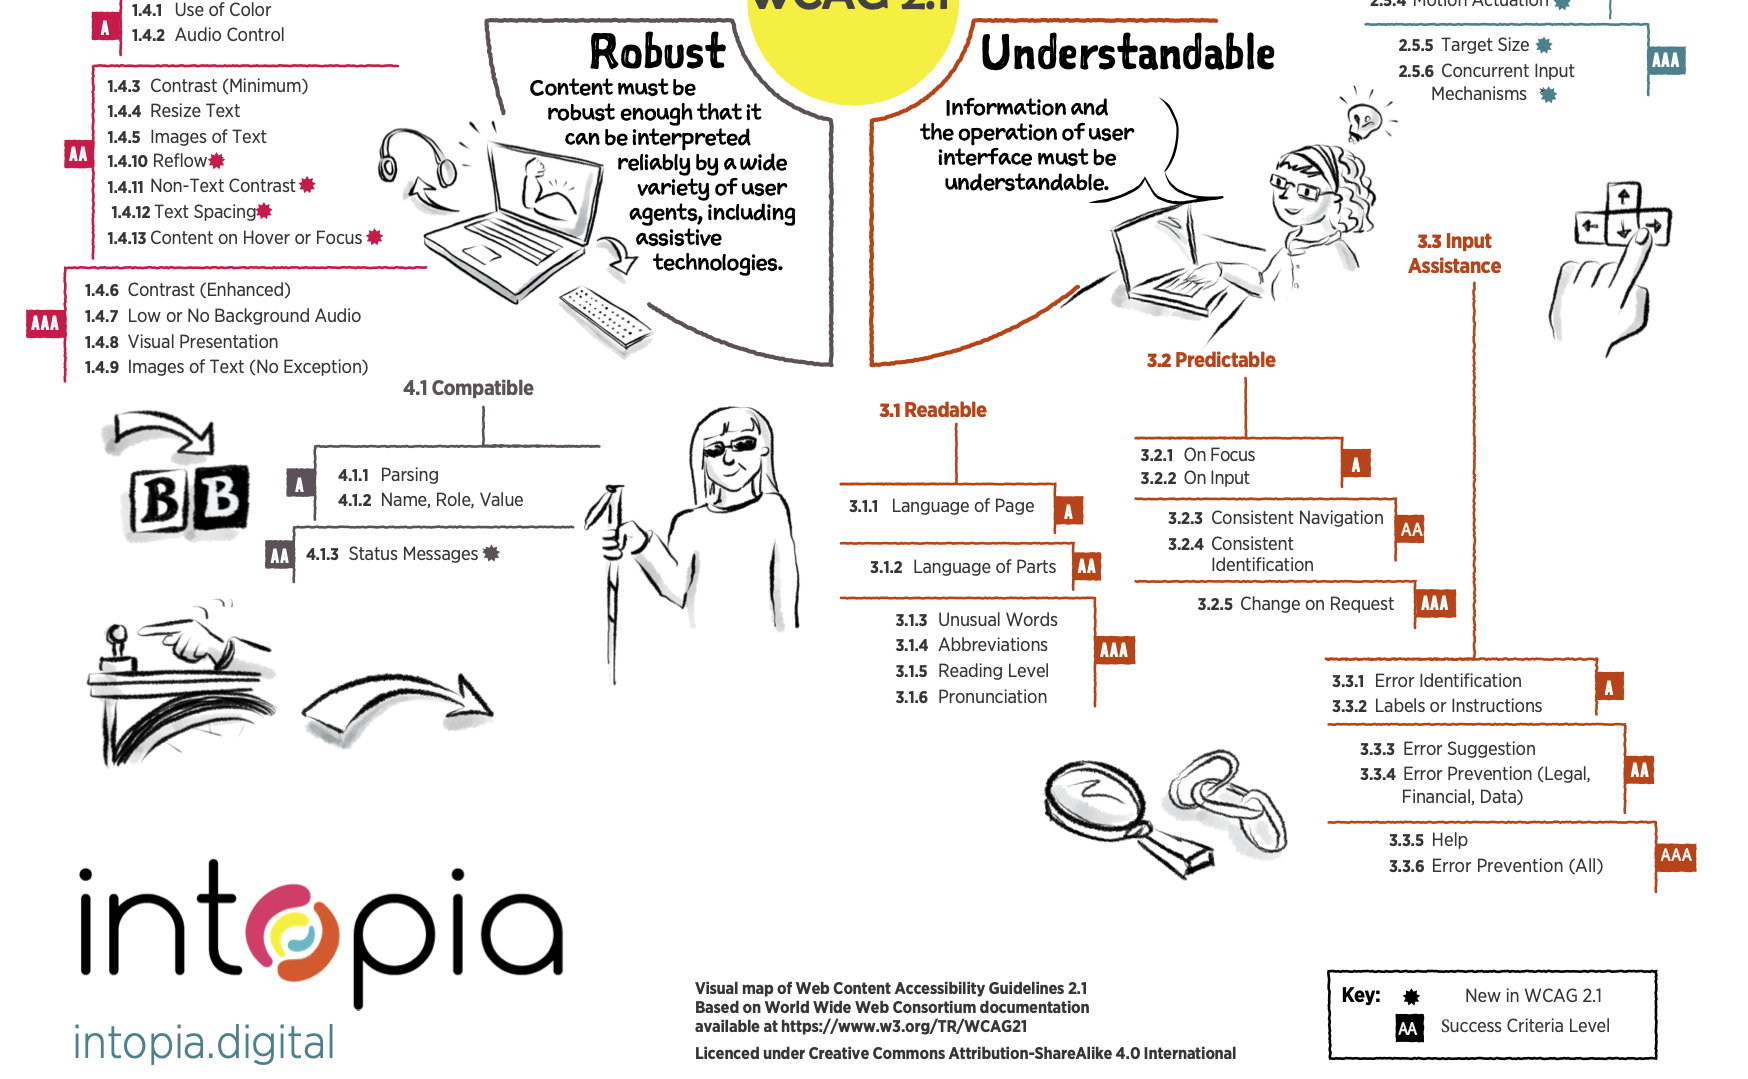 WCAG 2.1
1.4.1 Use of Color
1.4.2 Audio Control
A
1.4.3 Contrast (Minimum)
1.4.4 Resize Text
1.4.5 Images of Text
1.4.10 Reflow
1.4.11 Non-Text Contrast
1.4.12 Text Spacing
1.4.13 Content on Hover or Focus
AA
1.4.6 Contrast (Enhanced)
1.4.7 Low or No Background Audio
1.4.8 Visual Presentation
1.4.9 Images of Text (No Exception)
AAA
Robust
Content must be
robust enough that it
can be interpreted
reliably by a wide
variety of user
agents, including
assistive
technologies.
Understandable
Information and
the operation of user
interface must be
understandable.
2.5.4 Motion Actuation
2.5.5 Target Size
2.5.6 Concurrent Input
Mechanisms
AAA
4.1 Compatible
4.1.1 Parsing
4.1.2 Name, Role, Value
A
4.1.3 Status Messages
AA
B B
3.1 Readable
3.1.1 Language of Page
A
3.1.2 Language of Parts
AA
3.1.3 Unusual Words
3.1.4 Abbreviations
3.1.5 Reading Level
3.1.6 Pronunciation
AAA
3.2 Predictable
3.2.1 On Focus
3.2.2 On Input
A
3.2.3 Consistent Navigation
3.2.4 Consistent
Identification
AA
3.2.5 Change on Request
AAA
3.3 Input
Assistance
3.3.1 Error Identification
3.3.2 Labels or Instructions
A
3.3.3 Error Suggestion
3.3.4 Error Prevention (Legal,
Financial, Data)
AA
3.3.5 Help
3.3.6 Error Prevention (All)
AAA
intopia
intopia.digital
Visual map of Web Content Accessibility Guidelines 2.1
Based on World Wide Web Consortium documentation
available at https://www.w3.org/TR/WCAG21
Licenced under Creative Commons Attribution-ShareAlike 4.0 International
Key: New in WCAG 2.1
AA Success Criteria Level